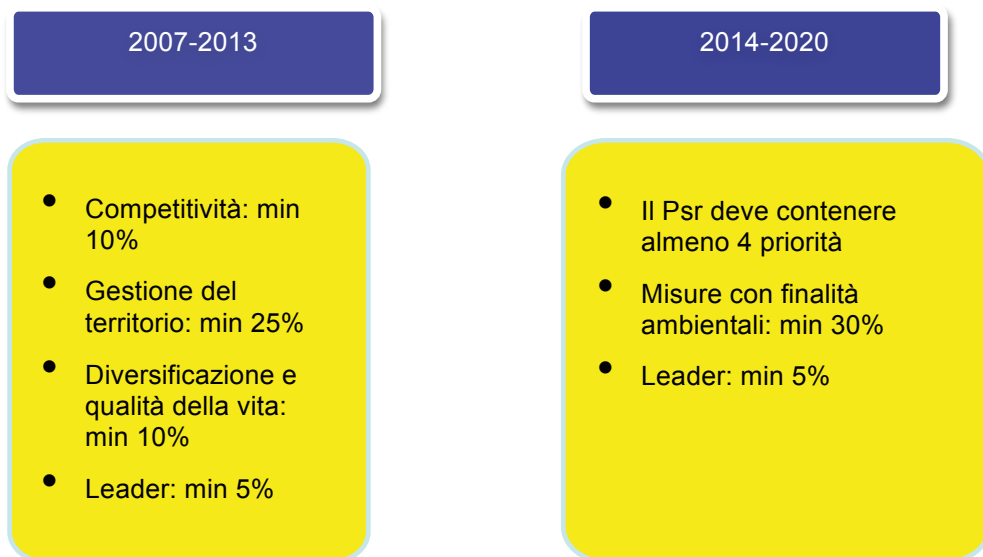 2007-2013
• Competitività: min
10%
• Gestione del
territorio: min 25%
• Diversificazione e
qualità della vita:
min 10%
• Leader: min 5%
2014-2020
• Il Psr deve contenere
almeno 4 priorità
• Misure con finalità
ambientali: min 30%
• Leader: min 5%